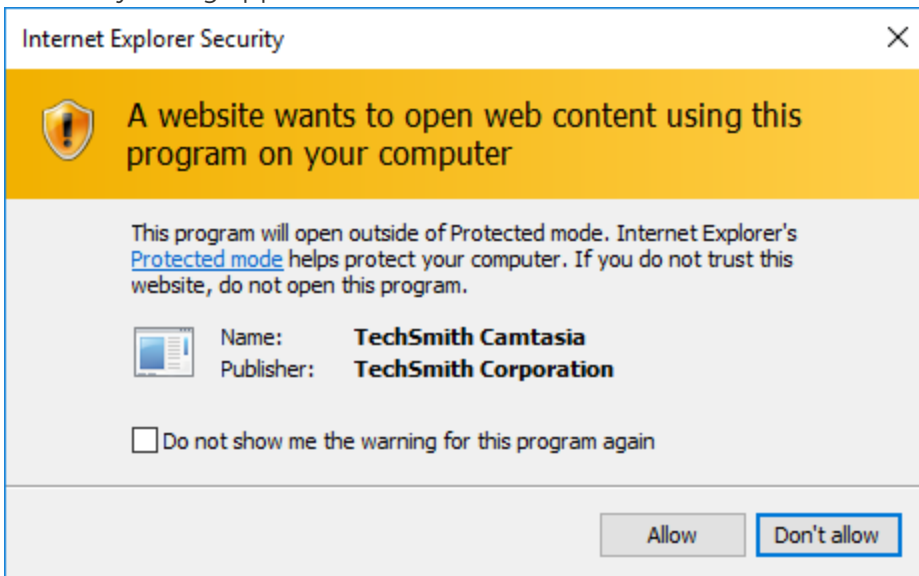 Internet Explorer Security
A website wants to open web content using this
program on your computer
This program will open outside of Protected mode. Internet Explorer's
Protected mode helps protect your computer. If you do not trust this
website, do not open this program.
Name: TechSmith Camtasia
Publisher: TechSmith Corporation
Do not show me the warning for this program again
Allow Don't allow